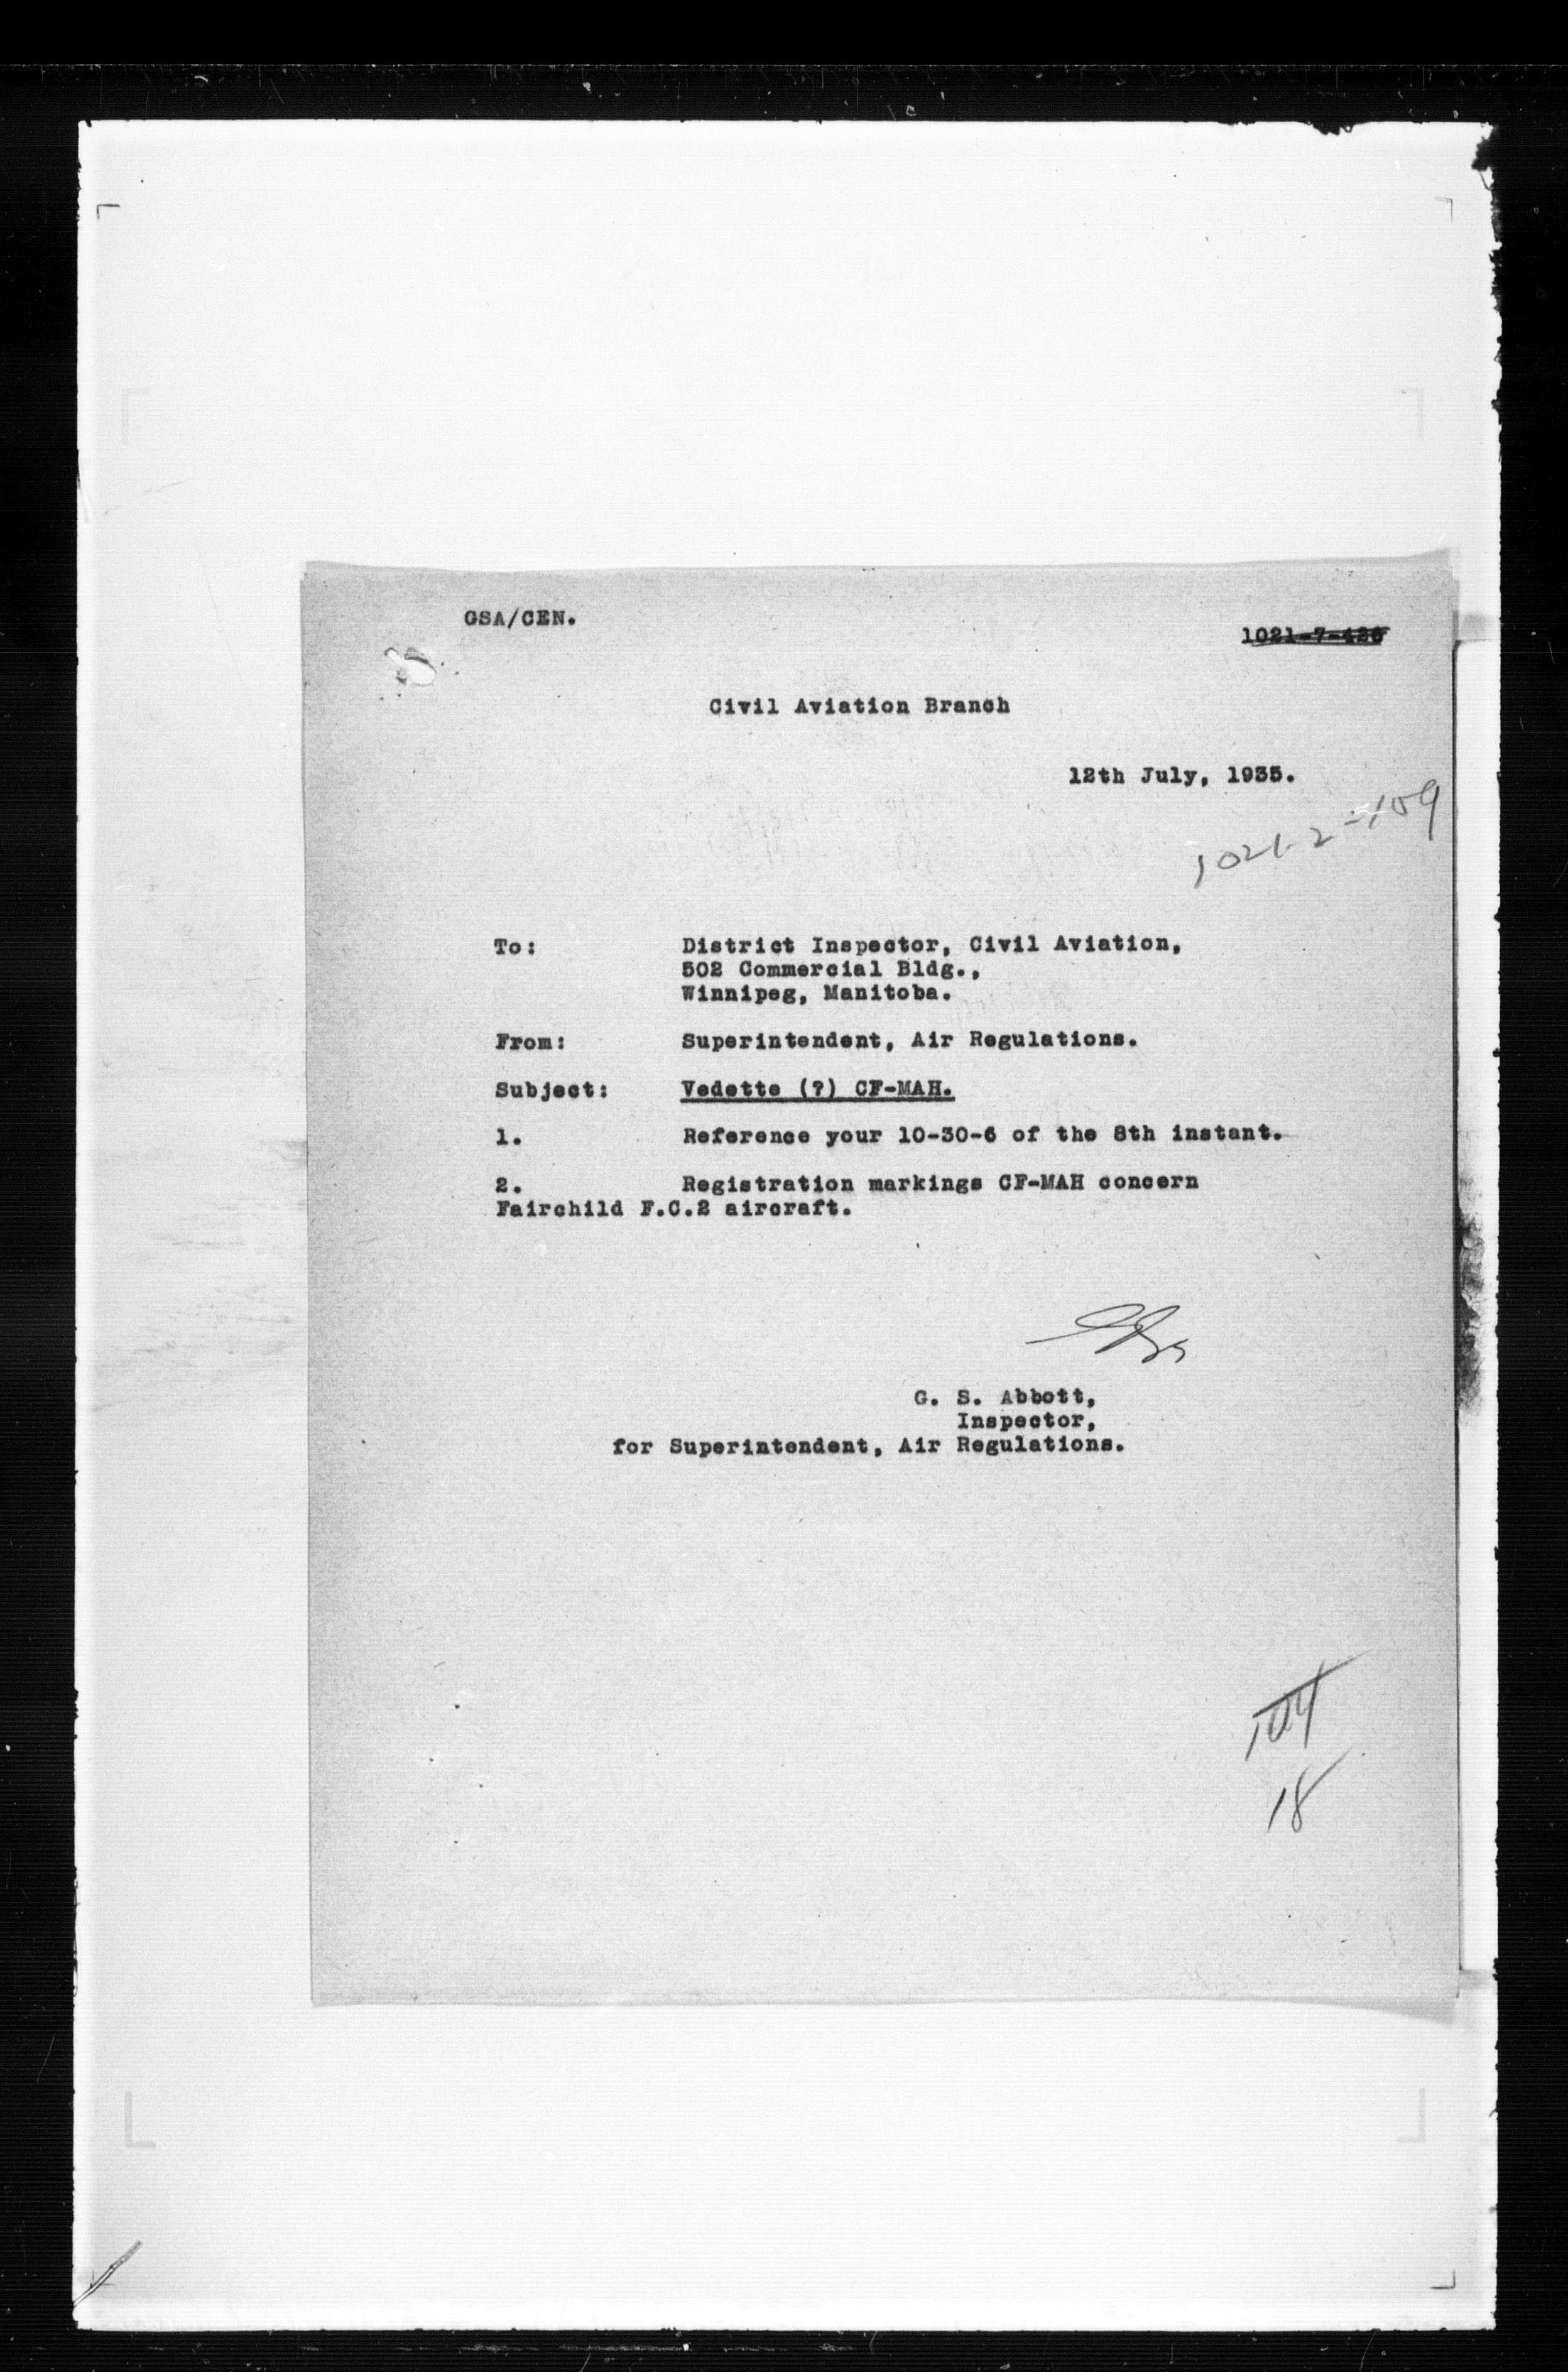 GSA/CEN.
1021-7-426
Civil Aviation Branch
12th July, 1935.
1021-2-109
To: District Inspector, Civil Aviation,
502 Commercial Bldg.,
Winnipeg, Manitoba.
From: Superintendent, Air Regulations.
Subject: Vedette (?) CF-MAH.
1. Reference your 10-30-6 of the 8th instant.
2. Registration markings CF-MAH concern
Fairchild F.C.2 aircraft.
G. S. Abbott,
Inspector,
for Superintendent, Air Regulations.
104
18